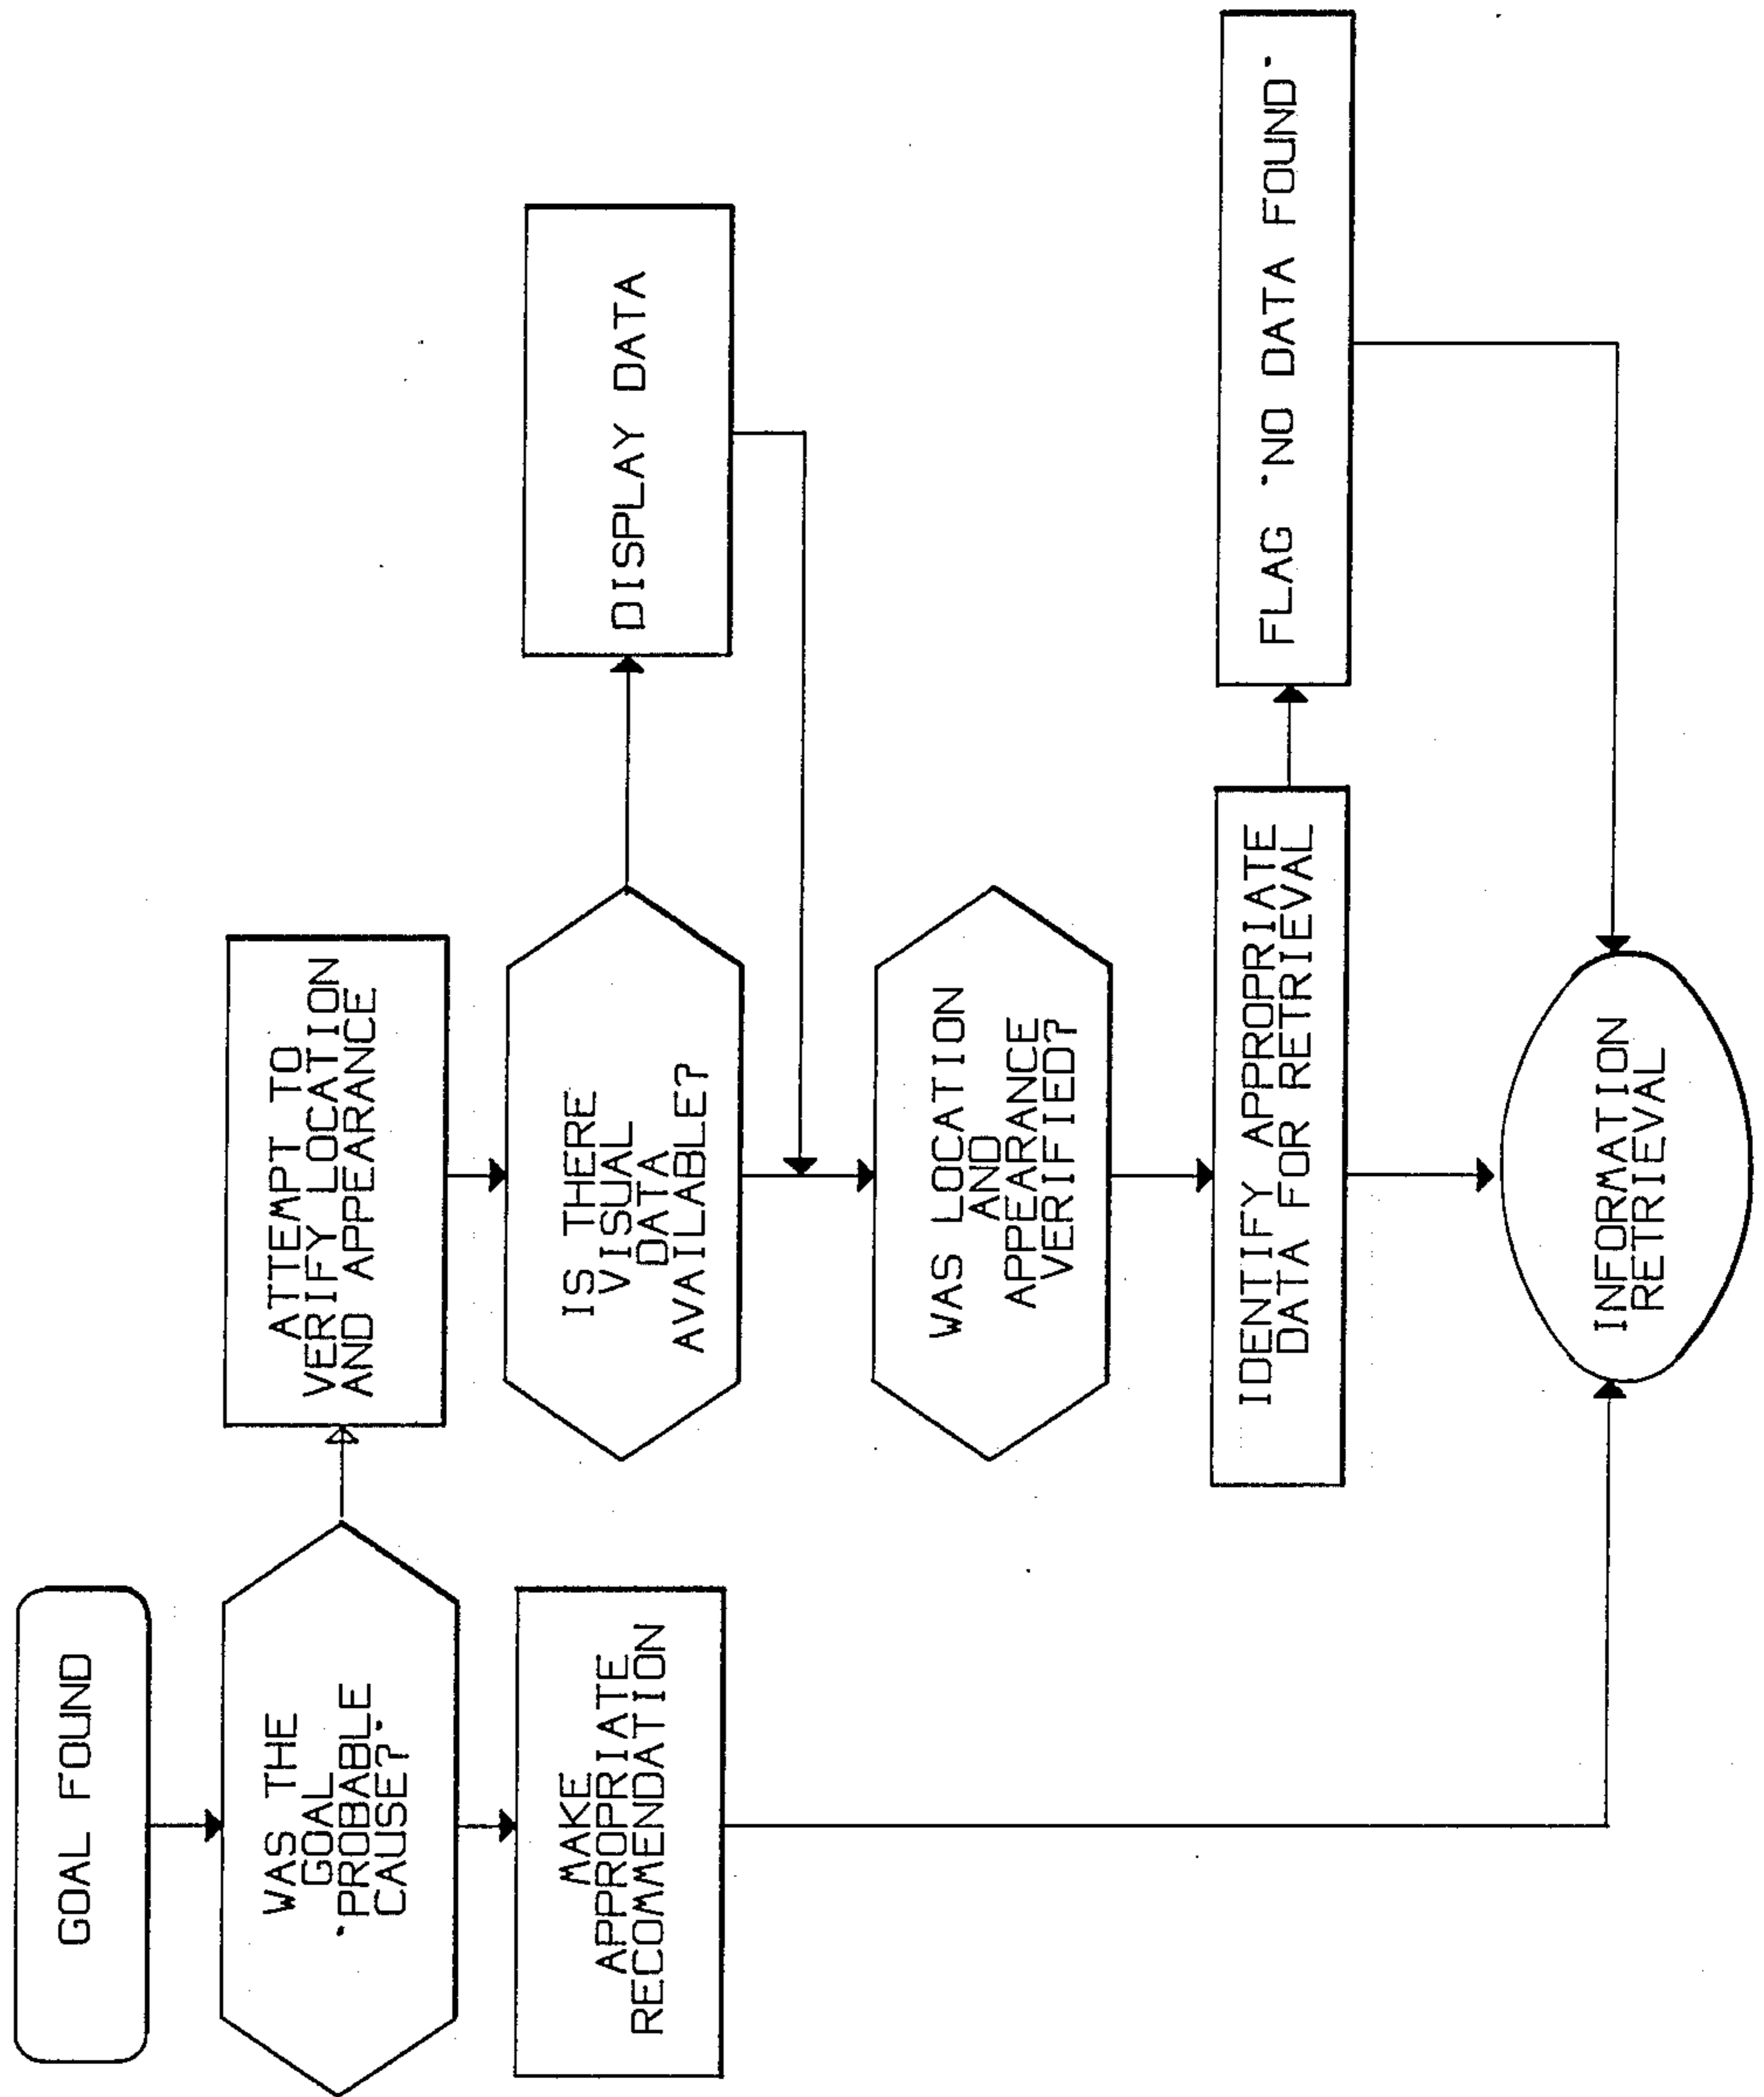 GOAL FOUND
WAS THE
GOAL
"PROBABLE
CAUSE?"
ATTEMPT TO
VERIFY LOCATION
AND APPEARANCE
MAKE
APPROPRIATE
RECOMMENDATION
IS THERE
VISUAL
DATA
AVAILABLE?
DISPLAY DATA
WAS LOCATION
AND
APPEARANCE
VERIFIED?
IDENTIFY APPROPRIATE
DATA FOR RETRIEVAL
FLAG "NO DATA FOUND"
INFORMATION
RETRIEVAL